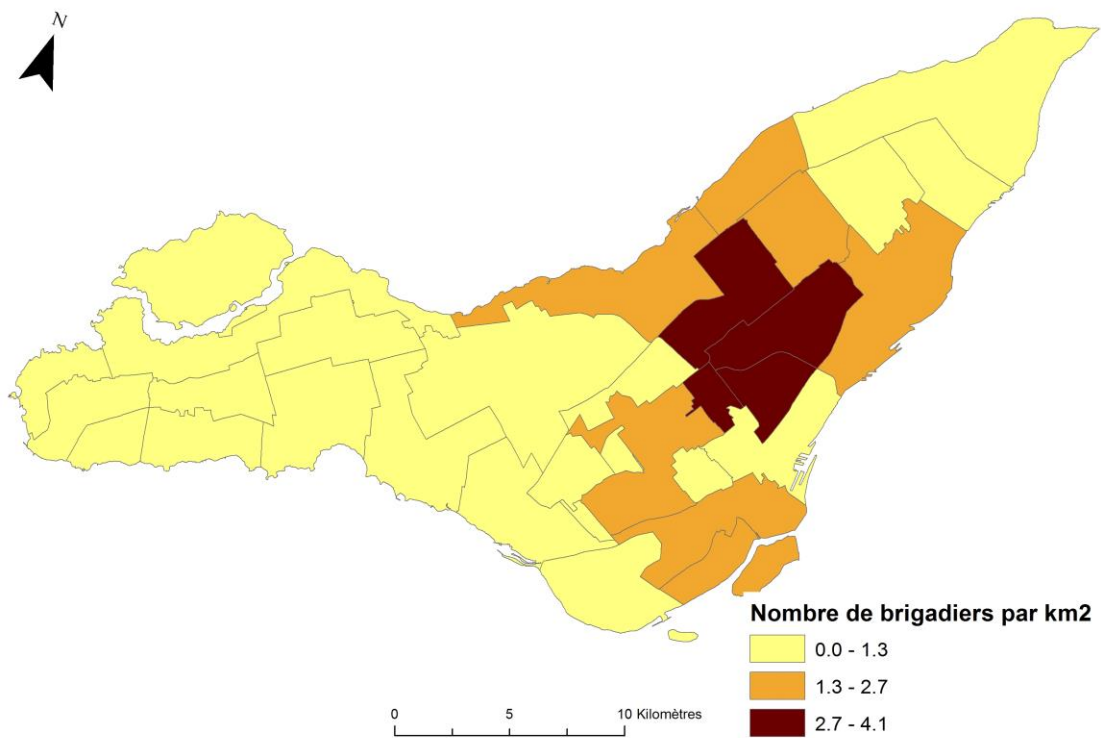 N
Nombre de brigadiers par km2
0.0 - 1.3
1.3 - 2.7
2.7 - 4.1
0 5 10 Kilomètres